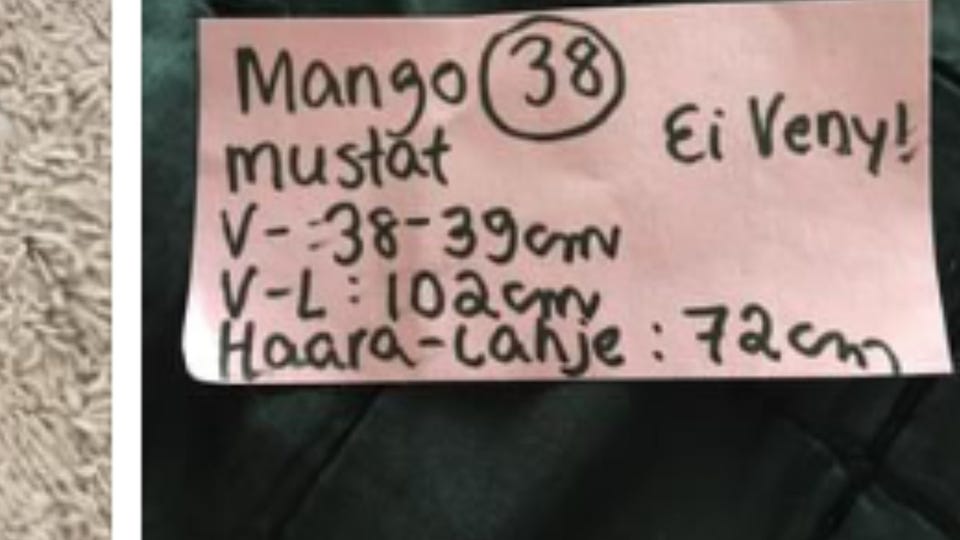 Mango 38
mustat
Ei Veny!
V-:38-39cm
V-L:102cm
Haara-Lahje:72cm